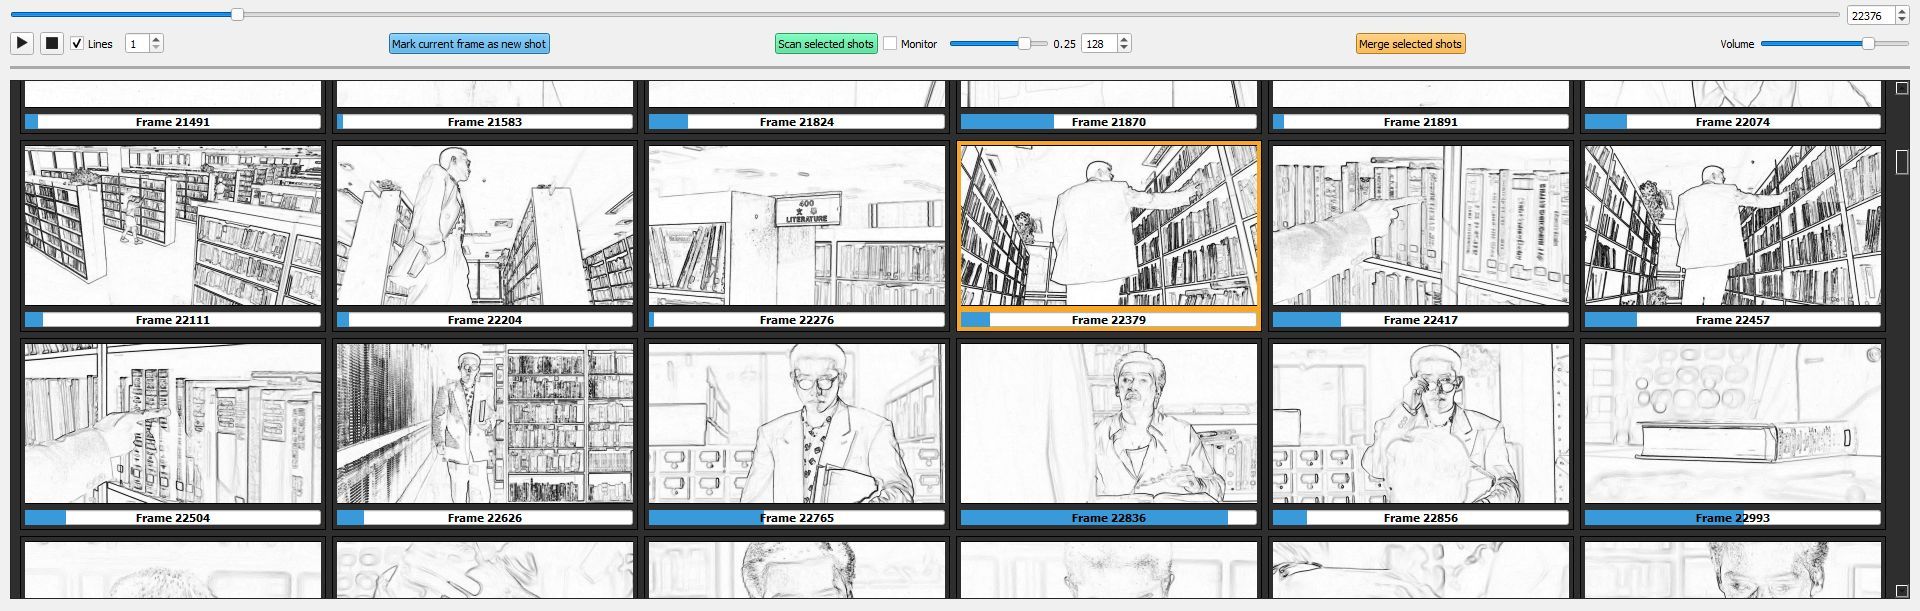 22376
Lines 1 Mark current frame as new shot Scan selected shots Monitor 0.25 128 Merge selected shots Volume
Frame 21491 Frame 21583 Frame 21824 Frame 21870 Frame 21891 Frame 22074
400
LITERATURE
Frame 22111 Frame 22204 Frame 22276 Frame 22379 Frame 22417 Frame 22457
Frame 22504 Frame 22626 Frame 22765 Frame 22836 Frame 22856 Frame 22993